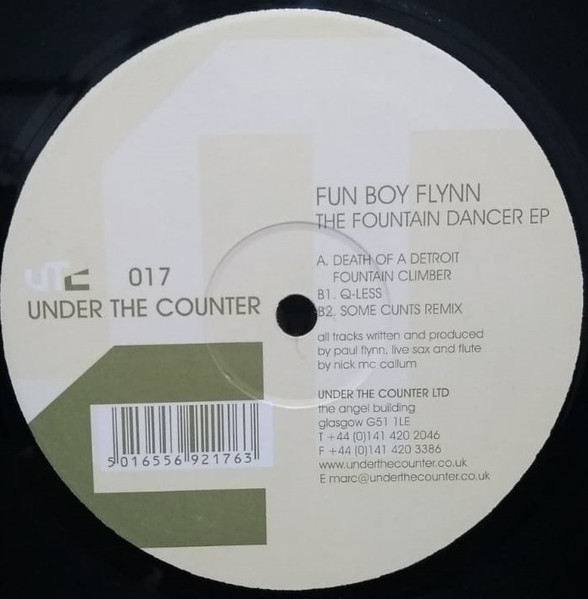 FUN BOY FLYNN
THE FOUNTAIN DANCER EP
A. DEATH OF A DETROIT
FOUNTAIN CLIMBER
B1. Q-LESS
B2. SOME CUNTS REMIX
all tracks written and produced
by paul flynn, live sax and flute
by nick mc callum
UNDER THE COUNTER LTD
the angel building
glasgow G51 1LE
T +44 (0)141 420 2046
F +44 (0)141 420 3386
www.underthecounter.co.uk
E marc@underthecounter.co.uk
UTC 017
UNDER THE COUNTER
5 016556 921763